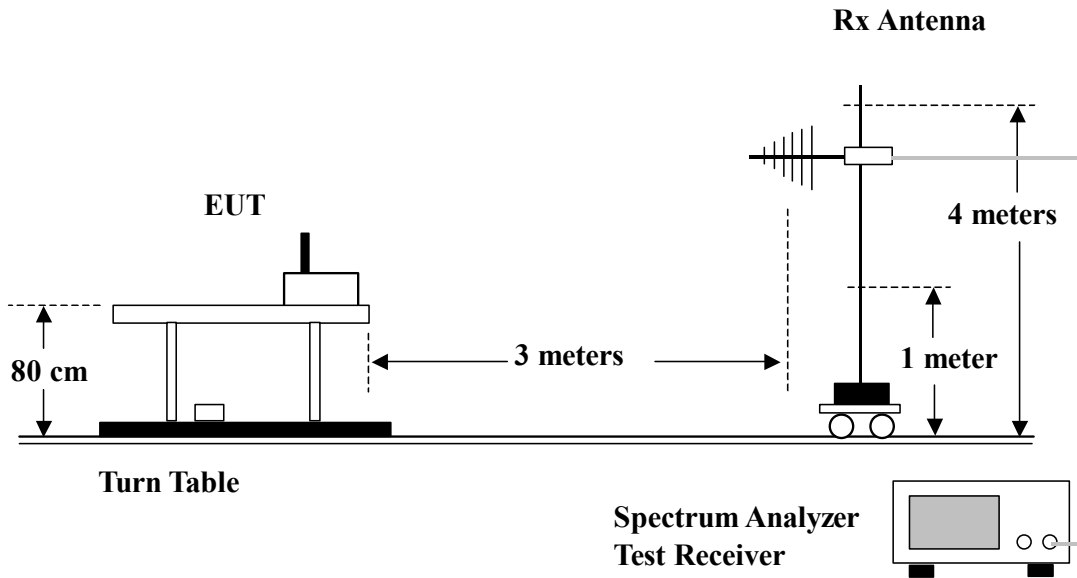 Rx Antenna
EUT
4 meters
3 meters
1 meter
80 cm
Turn Table
Spectrum Analyzer
Test Receiver